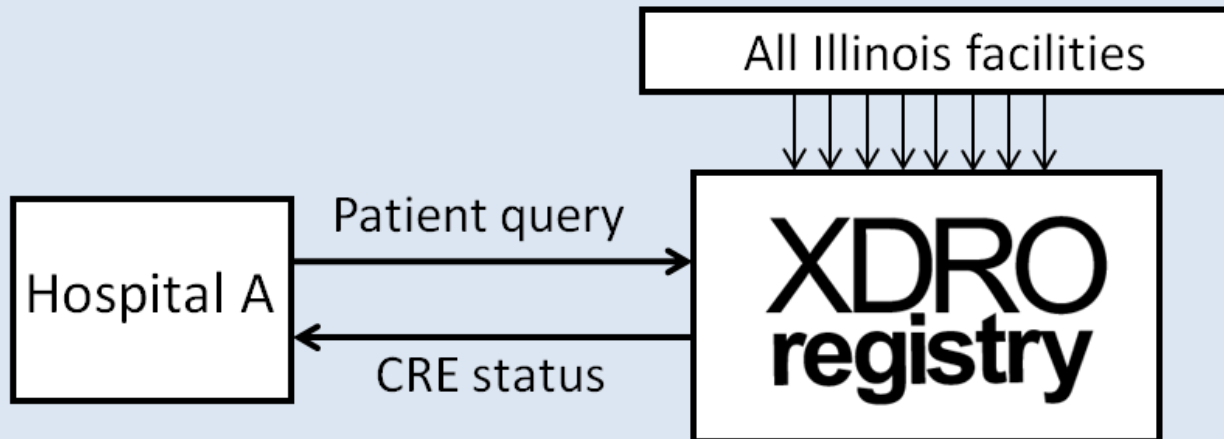 All Illinois facilities
Patient query
Hospital A
CRE status
XDRO
registry